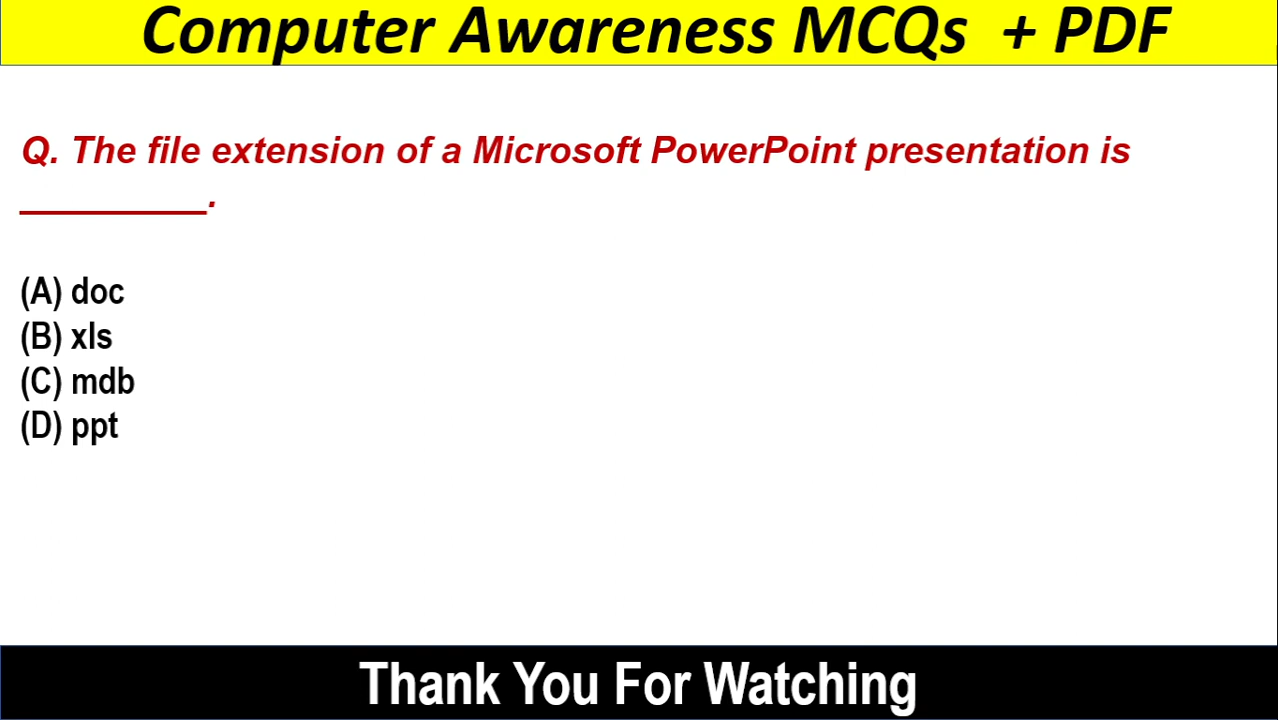 Computer Awareness MCQs + PDF
Q. The file extension of a Microsoft PowerPoint presentation is
_________.
(A) doc
(B) xls
(C) mdb
(D) ppt
Thank You For Watching